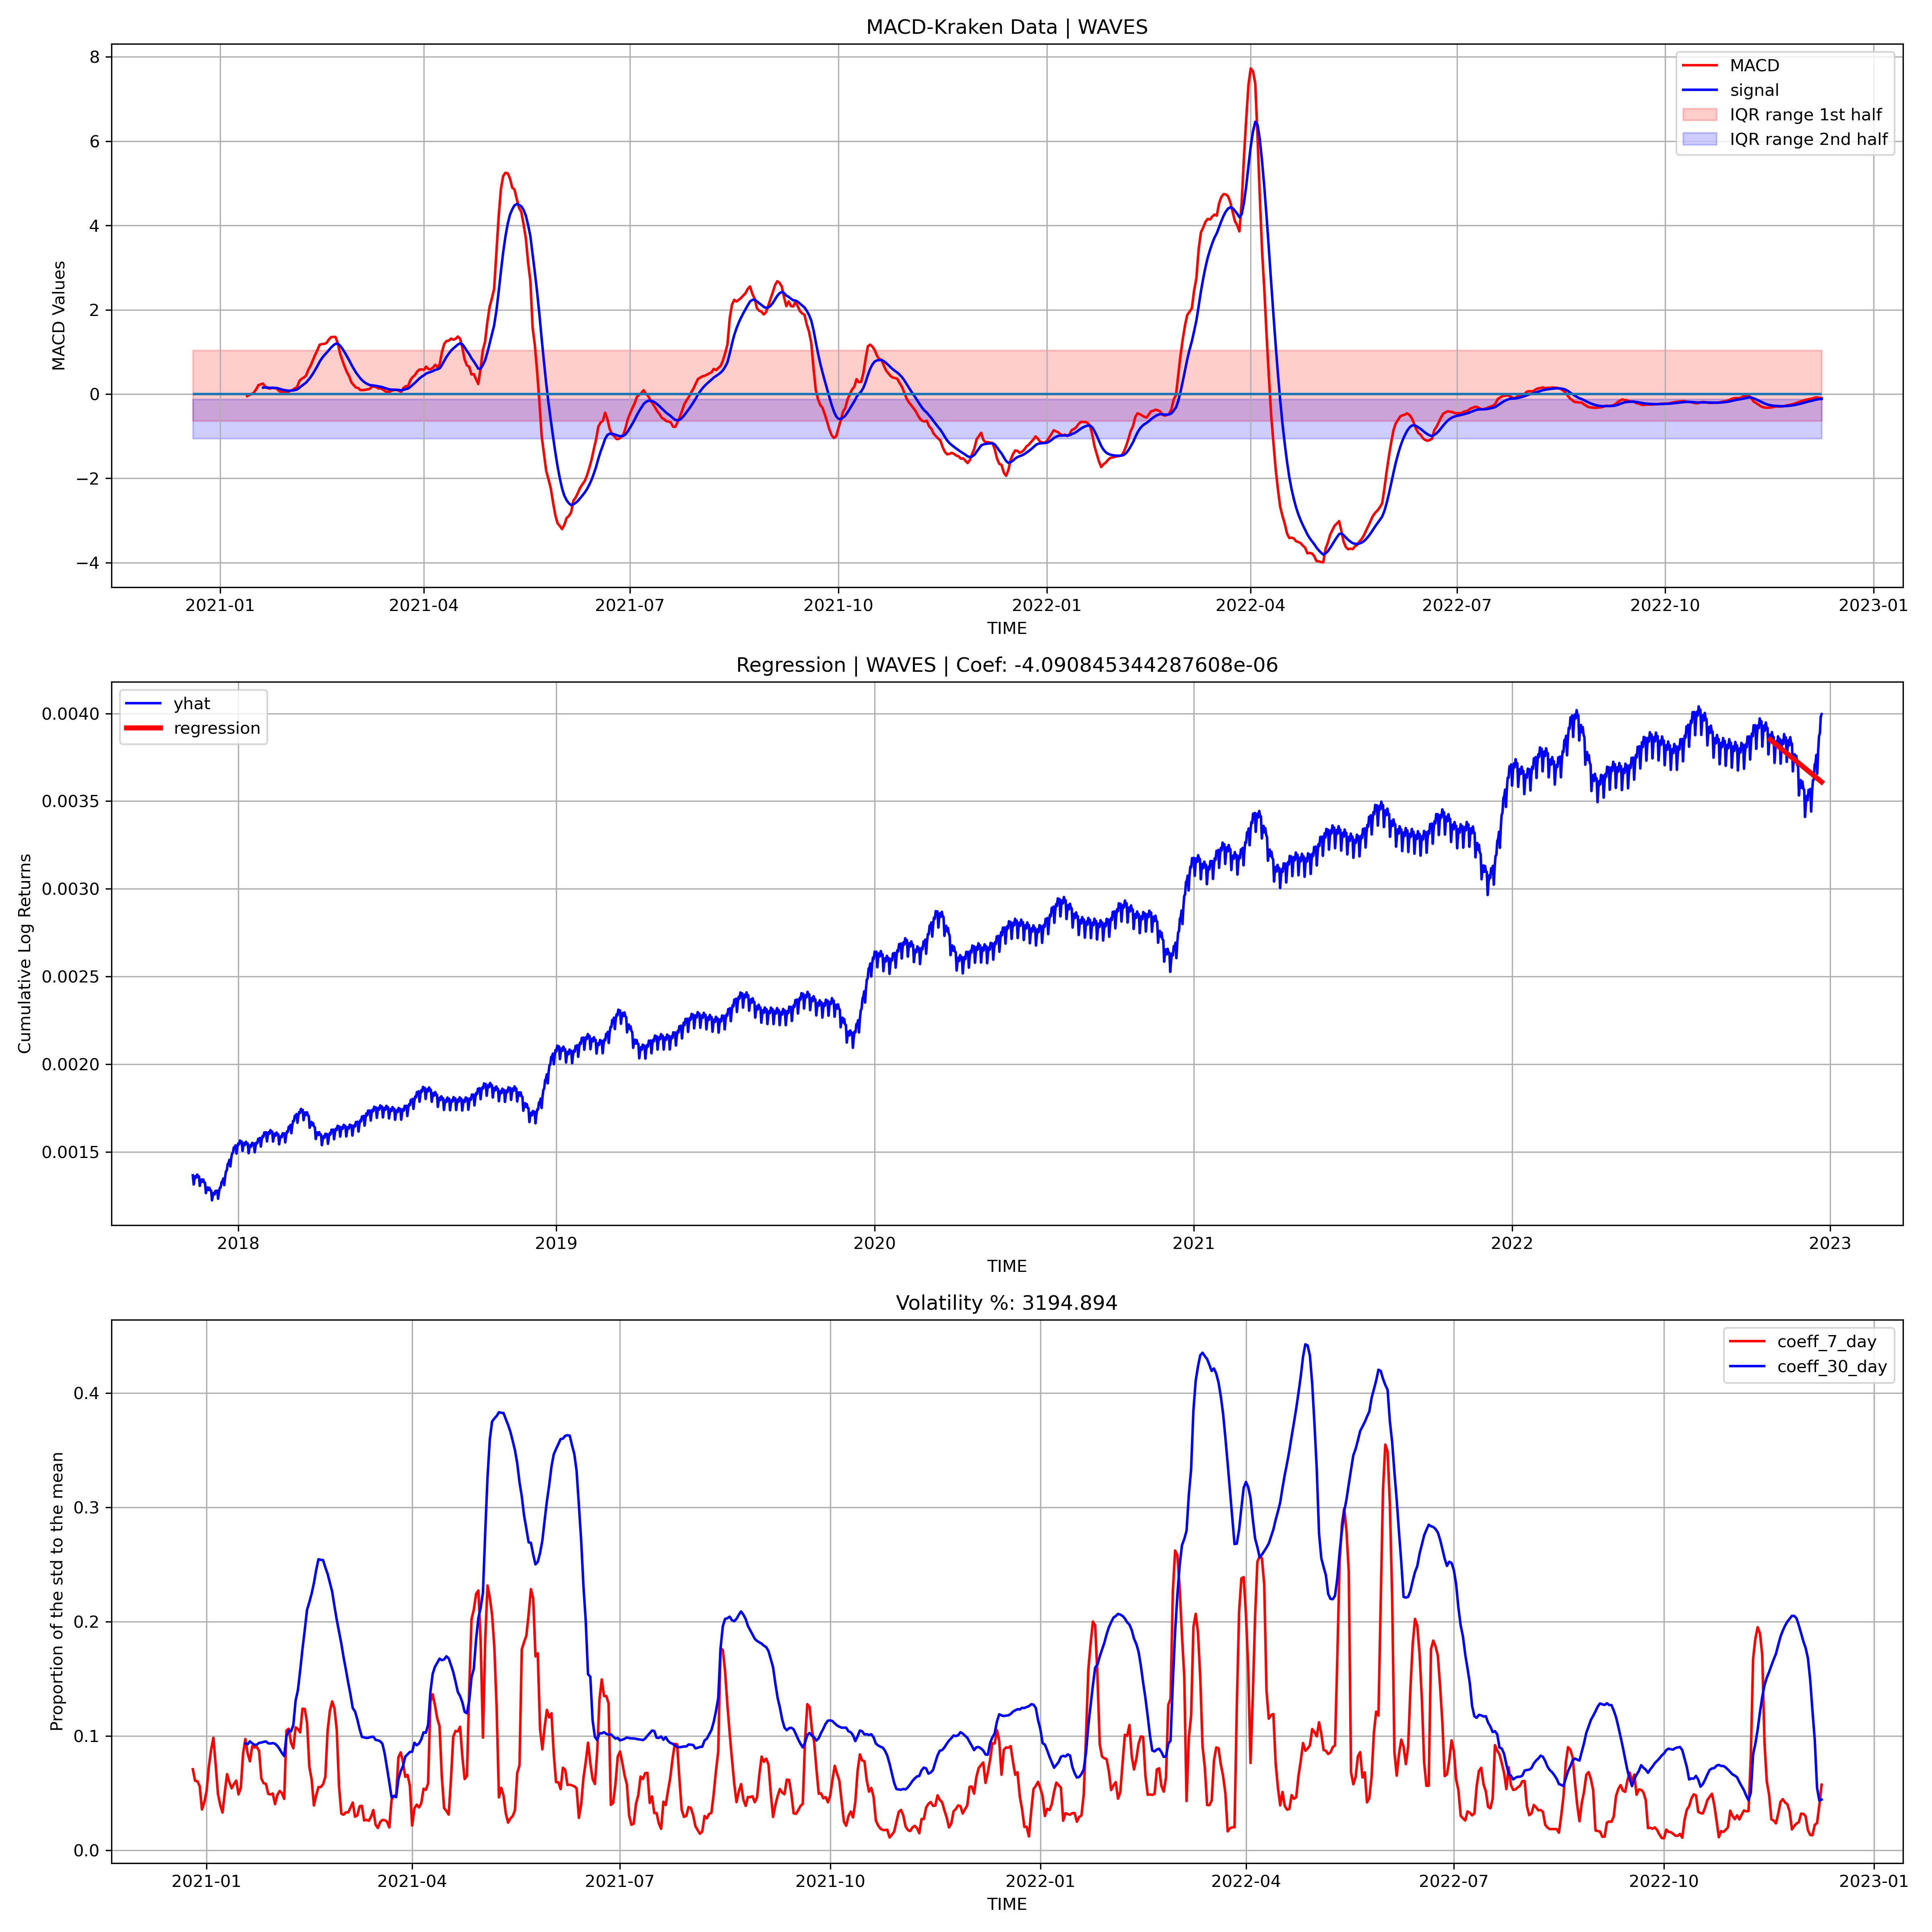 MACD-Kraken Data | WAVES
MACD Values
8
6
4
2
0
−2
−4
MACD
signal
IQR range 1st half
IQR range 2nd half
2021-01 2021-04 2021-07 2021-10 2022-01 2022-04 2022-07 2022-10 2023-01
TIME
Regression | WAVES | Coef: -4.090845344287608e-06
Cumulative Log Returns
yhat
regression
0.0040
0.0035
0.0030
0.0025
0.0020
0.0015
2018 2019 2020 2021 2022 2023
TIME
Volatility %: 3194.894
Proportion of the std to the mean
coeff_7_day
coeff_30_day
0.4
0.3
0.2
0.1
0.0
2021-01 2021-04 2021-07 2021-10 2022-01 2022-04 2022-07 2022-10 2023-01
TIME